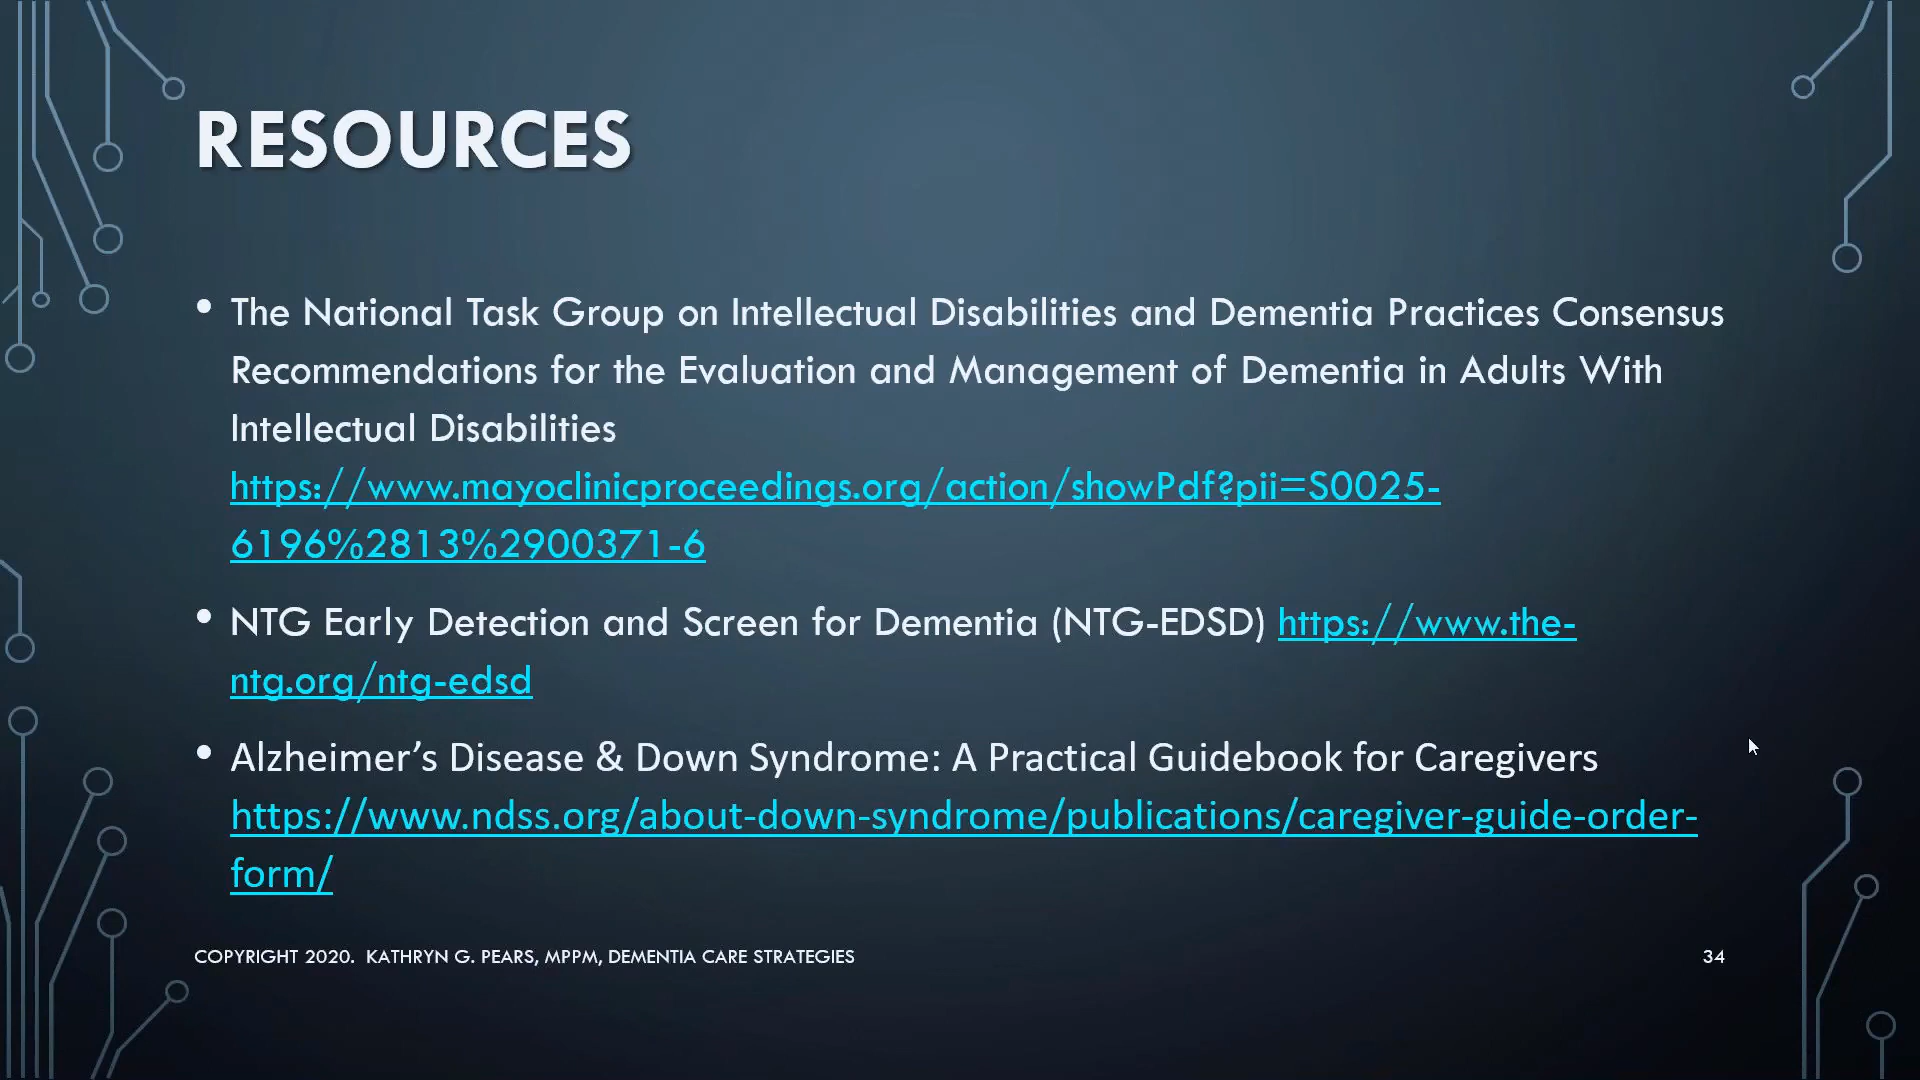 RESOURCES
• The National Task Group on Intellectual Disabilities and Dementia Practices Consensus
Recommendations for the Evaluation and Management of Dementia in Adults With
Intellectual Disabilities
https://www.mayoclinicproceedings.org/action/showPdf?pii=S0025-
6196%2813%2900371-6
• NTG Early Detection and Screen for Dementia (NTG-EDSD) https://www.the-
ntg.org/ntg-edsd
• Alzheimer’s Disease & Down Syndrome: A Practical Guidebook for Caregivers
https://www.ndss.org/about-down-syndrome/publications/caregiver-guide-order-
form/
COPYRIGHT 2020. KATHRYN G. PEARS, MPPM, DEMENTIA CARE STRATEGIES
34